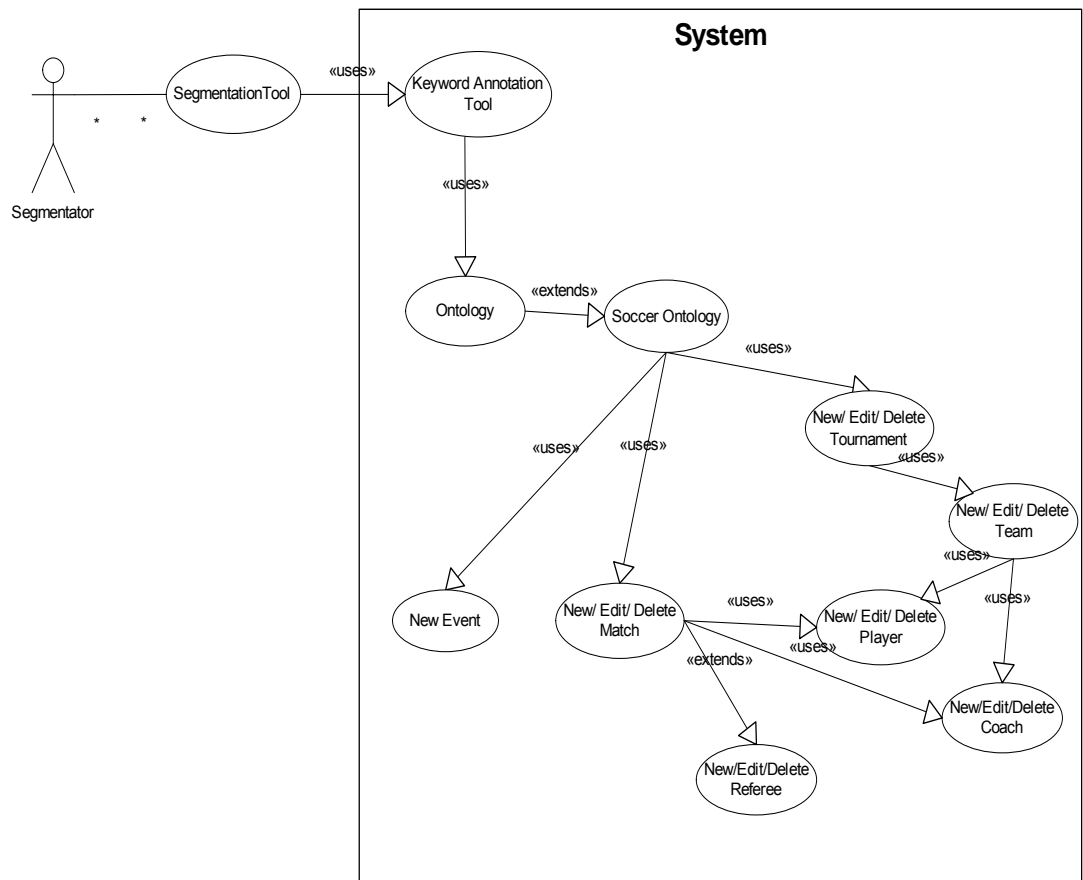 System
«uses»
SegmentationTool
Keyword Annotation
Tool
* *
Segmentator
«uses»
Ontology
«extends»
Soccer Ontology
«uses»
New/ Edit/ Delete
Tournament
«uses»
«uses»
«uses»
New/ Edit/ Delete
Team
«uses»
«uses»
New Event
New/ Edit/ Delete
Match
«uses»
New/ Edit/ Delete
Player
«uses»
«extends»
New/Edit/Delete
Coach
New/Edit/Delete
Referee